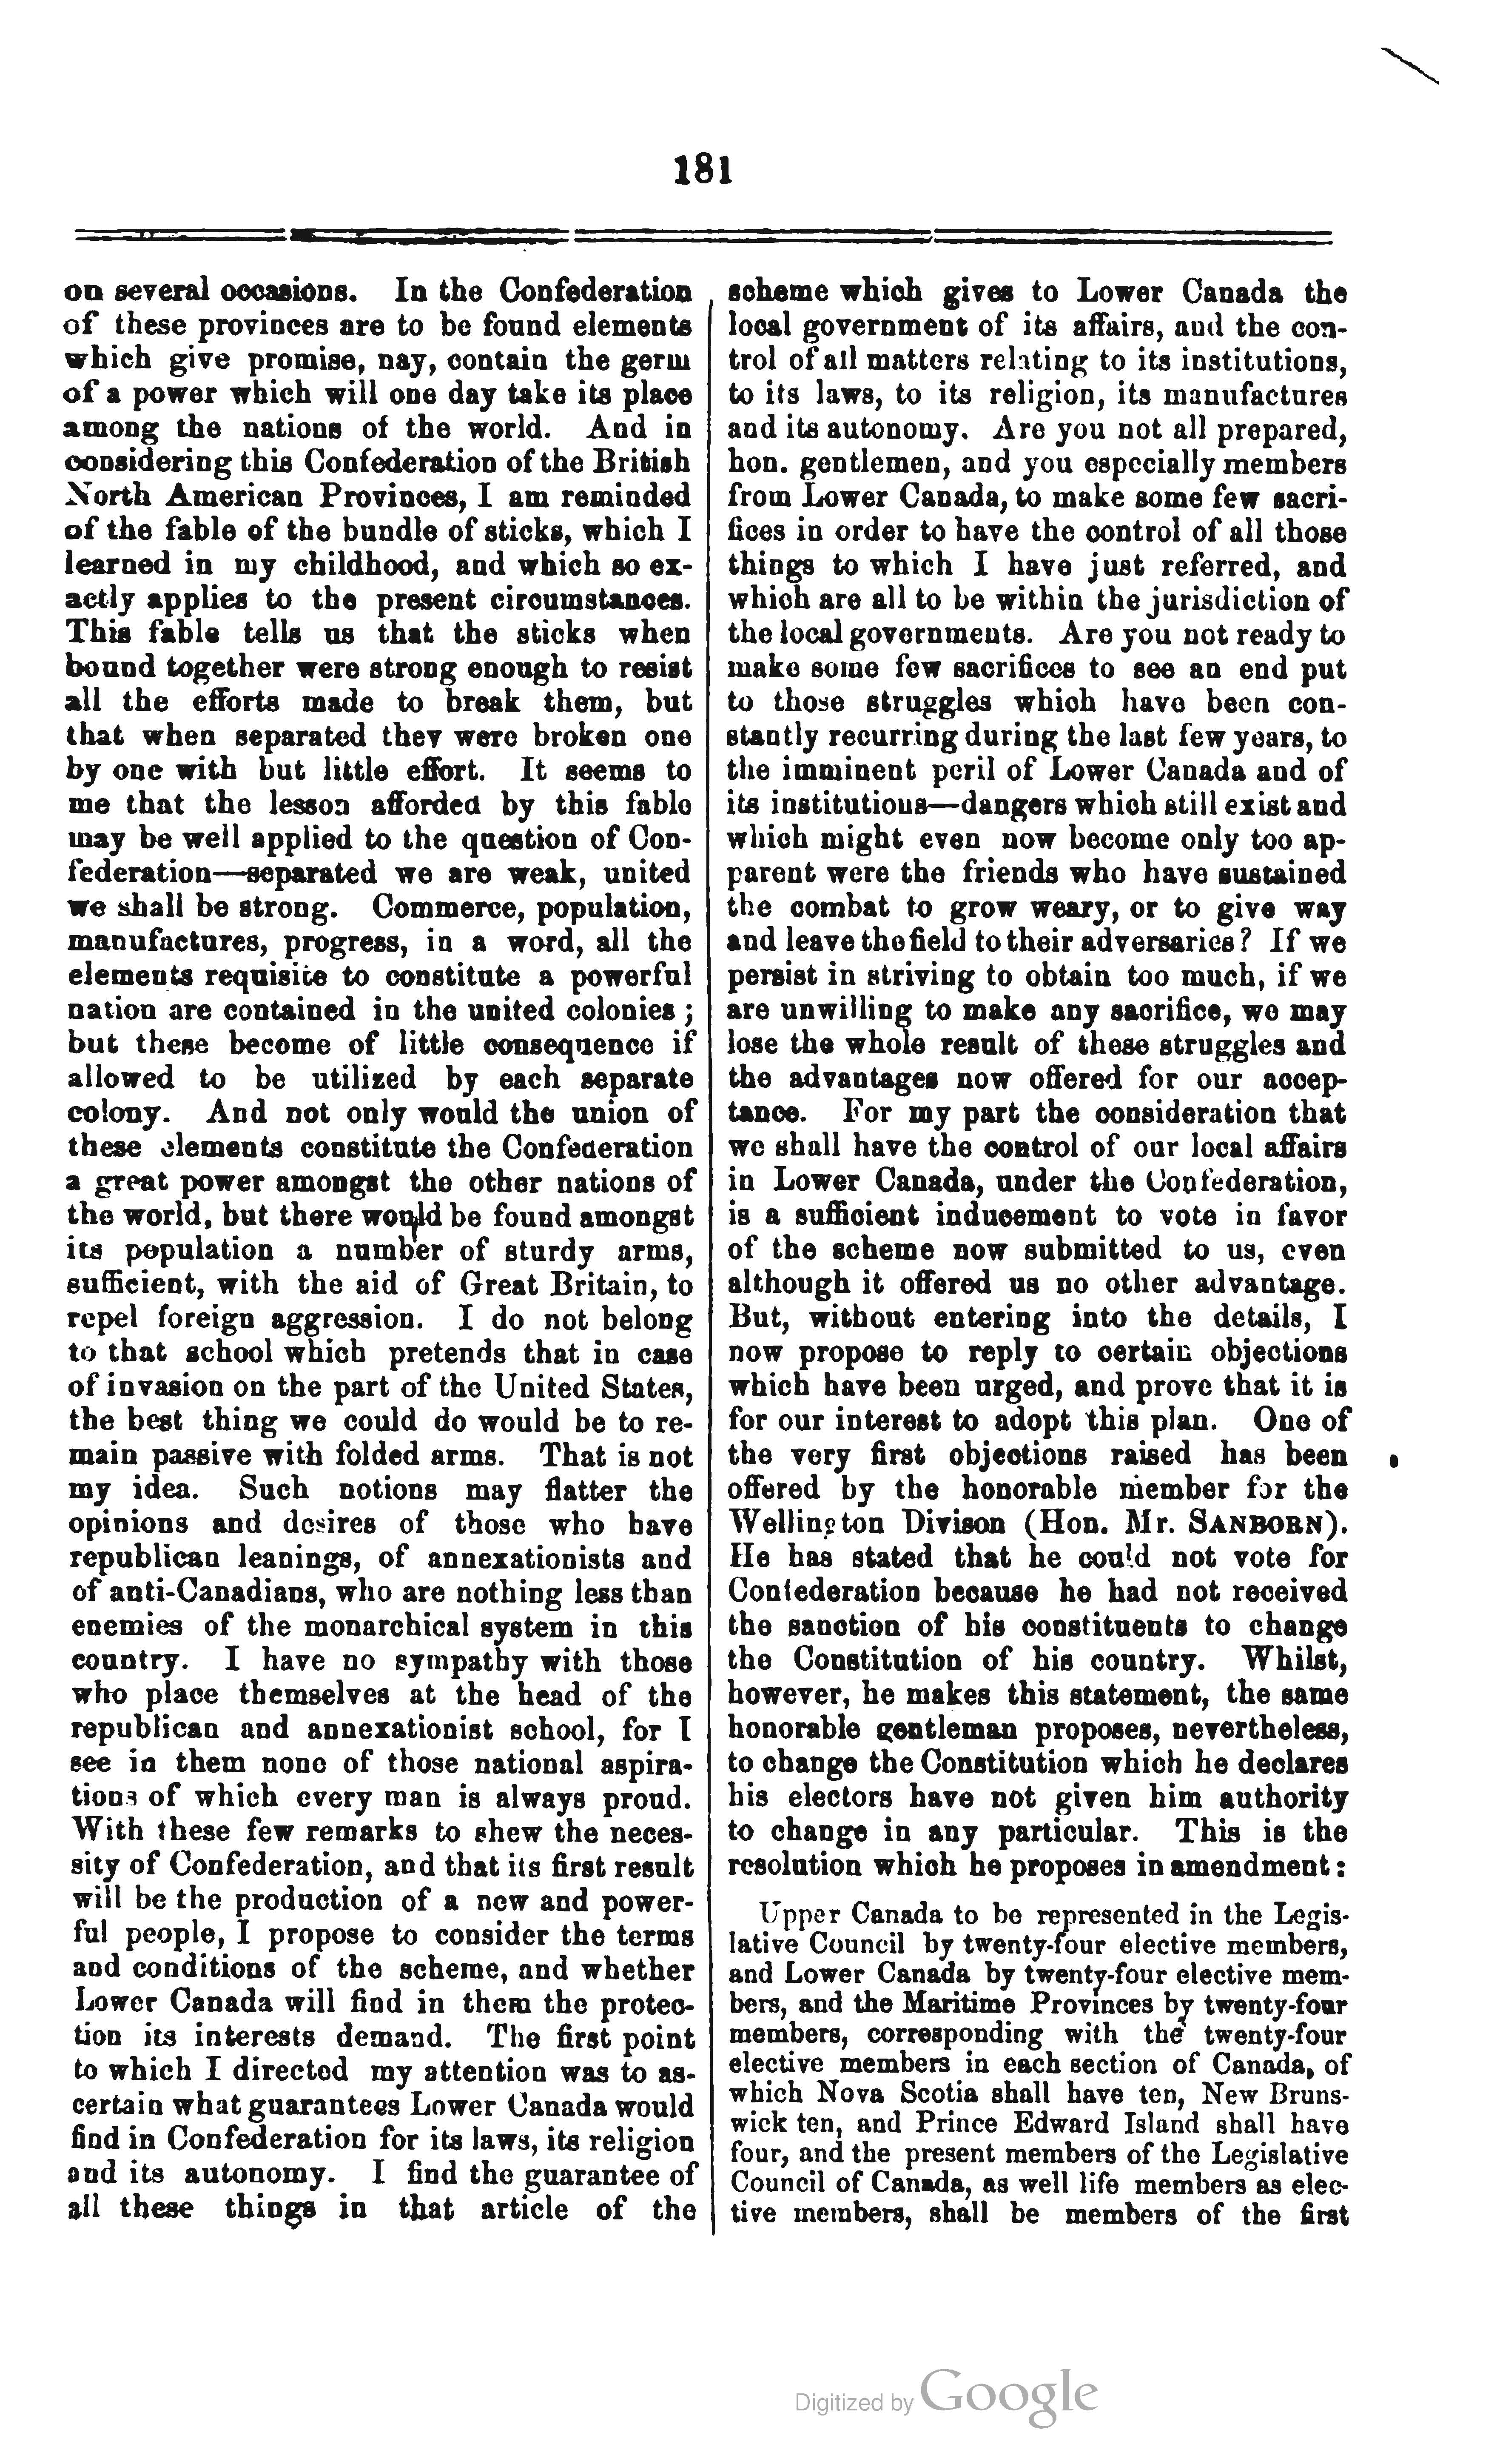 181
on several occasions. In the Confederation
of these provinces are to be found elements
which give promise, nay, contain the germ
of a power which will one day take its place
among the nations of the world. And in
considering this Confederation of the British
North American Provinces, I am reminded
of the fable of the bundle of sticks, which I
learned in my childhood, and which so ex-
actly applies to the present circumstances.
This fable tells us that the sticks when
bound together were strong enough to resist
all the efforts made to break them, but
that when separated they were broken one
by one with but little effort. It seems to
me that the lesson afforded by this fable
may be well applied to the question of Con-
federation—separated we are weak, united
we shall be strong. Commerce, population,
manufactures, progress, in a word, all the
elements requisite to constitute a powerful
nation are contained in the united colonies ;
but these become of little consequence if
allowed to be utilized by each separate
colony. And not only would the union of
these elements constitute the Confederation
a great power amongst the other nations of
the world, but there would be found amongst
its population a number of sturdy arms,
sufficient, with the aid of Great Britain, to
repel foreign aggression. I do not belong
to that school which pretends that in case
of invasion on the part of the United States,
the best thing we could do would be to re-
main passive with folded arms. That is not
my idea. Such notions may flatter the
opinions and desires of those who have
republican leanings, of annexationists and
of anti-Canadians, who are nothing less than
enemies of the monarchical system in this
country. I have no sympathy with those
who place themselves at the head of the
republican and annexationist school, for I
see in them none of those national aspira-
tions of which every man is always proud.
With these few remarks to shew the neces-
sity of Confederation, and that its first result
will be the production of a new and power-
ful people, I propose to consider the terms
and conditions of the scheme, and whether
Lower Canada will find in them the protec-
tion its interests demand. The first point
to which I directed my attention was to as-
certain what guarantees Lower Canada would
find in Confederation for its laws, its religion
and its autonomy. I find the guarantee of
all these things in that article of the
scheme which gives to Lower Canada the
local government of its affairs, and the con-
trol of all matters relating to its institutions,
to its laws, to its religion, its manufactures
and its autonomy. Are you not all prepared,
hon. gentlemen, and you especially members
from Lower Canada, to make some few sacri-
fices in order to have the control of all those
things to which I have just referred, and
which are all to be within the jurisdiction of
the local governments. Are you not ready to
make some few sacrifices to see an end put
to those struggles which have been con-
stantly recurring during the last few years, to
the imminent peril of Lower Canada and of
its institutious—dangers which still exist and
which might even now become only too ap-
parent were the friends who have sustained
the combat to grow weary, or to give way
and leave the field to their adversaries? If we
persist in striving to obtain too much, if we
are unwilling to make any sacrifice, we may
lose the whole result of these struggles and
the advantages now offered for our accep-
tance. For my part the consideration that
we shall have the control of our local affairs
in Lower Canada, under the Confederation,
is a sufficient inducement to vote in favor
of the scheme now submitted to us, even
although it offered us no other advantage.
But, without entering into the details, I
now propose to reply to certain objections
which have been urged, and prove that it is
for our interest to adopt this plan. One of
the very first objections raised has been
offered by the honorable member for the
Wellington Divison (Hon. Mr. SANBORN).
He has stated that he could not vote for
Confederation because he had not received
the sanction of his constituents to change
the Constitution of his country. Whilst,
however, he makes this statement, the same
honorable gentleman proposes, nevertheless,
to change the Constitution which he declares
his electors have not given him authority
to change in any particular. This is the
resolution which he proposes in amendment:
Upper Canada to be represented in the Legis-
lative Council by twenty-four elective members,
and Lower Canada by twenty-four elective mem-
bers, and the Maritime Provinces by twenty-four
members, corresponding with the twenty-four
elective members in each section of Canada, of
which Nova Scotia shall have ten, New Bruns-
wick ten, and Prince Edward Island shall have
four, and the present members of the Legislative
Council of Canada, as well life members as elec-
tive members, shall be members of the first
Digitized by Google